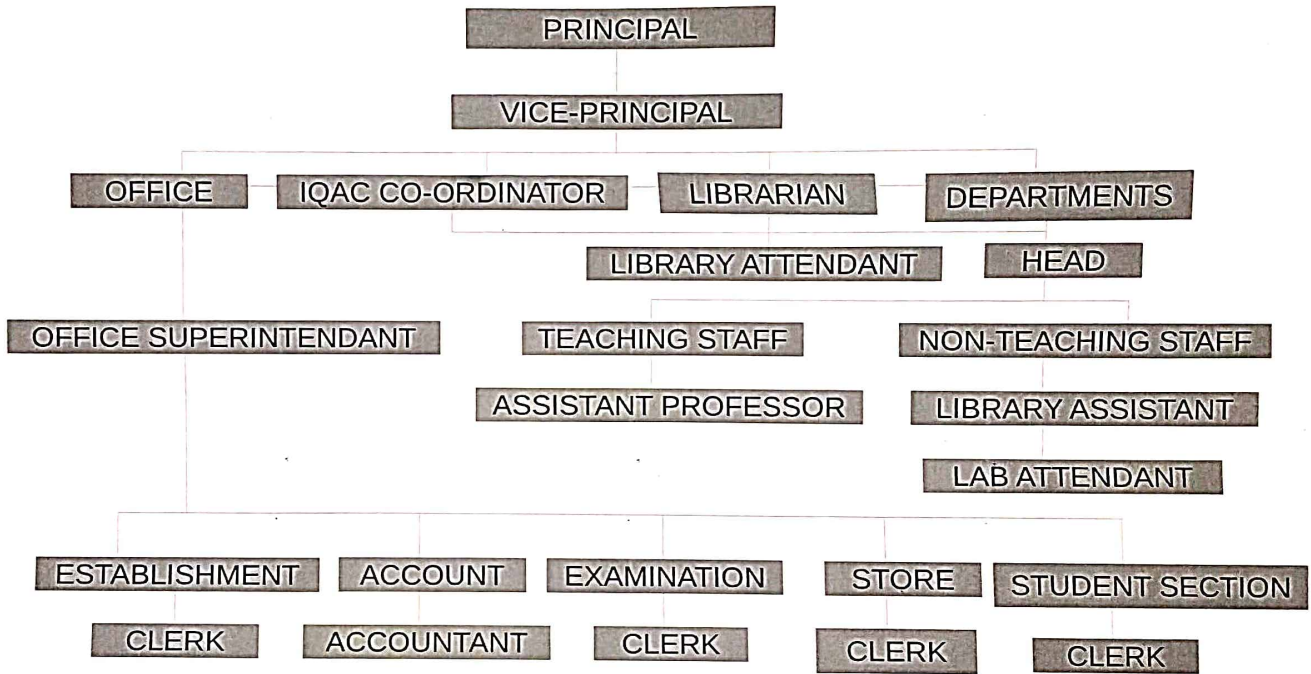 PRINCIPAL
VICE-PRINCIPAL
OFFICE
IQAC CO-ORDINATOR
LIBRARIAN
DEPARTMENTS
LIBRARY ATTENDANT
HEAD
OFFICE SUPERINTENDANT
TEACHING STAFF
NON-TEACHING STAFF
ASSISTANT PROFESSOR
LIBRARY ASSISTANT
LAB ATTENDANT
ESTABLISHMENT
ACCOUNT
EXAMINATION
STORE
STUDENT SECTION
CLERK
ACCOUNTANT
CLERK
CLERK
CLERK